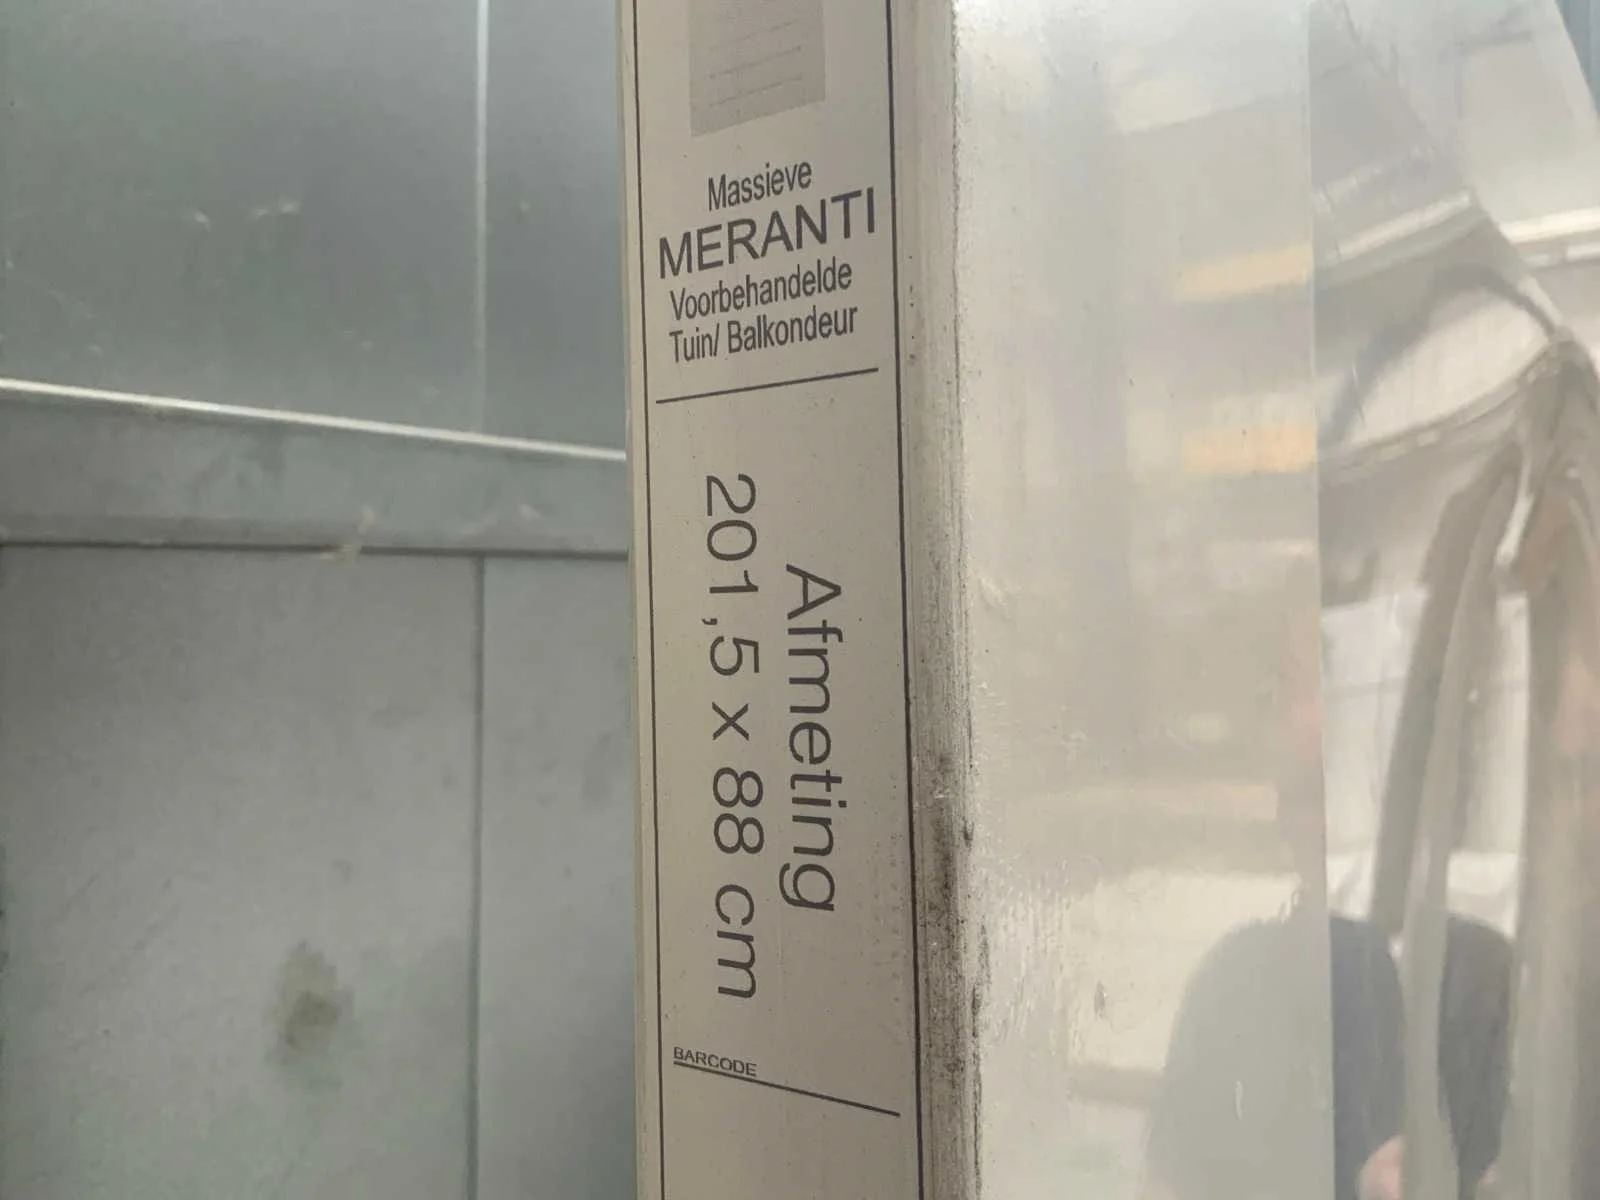 Massieve
MERANTI
Voorbehandelde
Tuin/ Balkondeur
Afmeting
201,5 x 88 cm
BARCODE